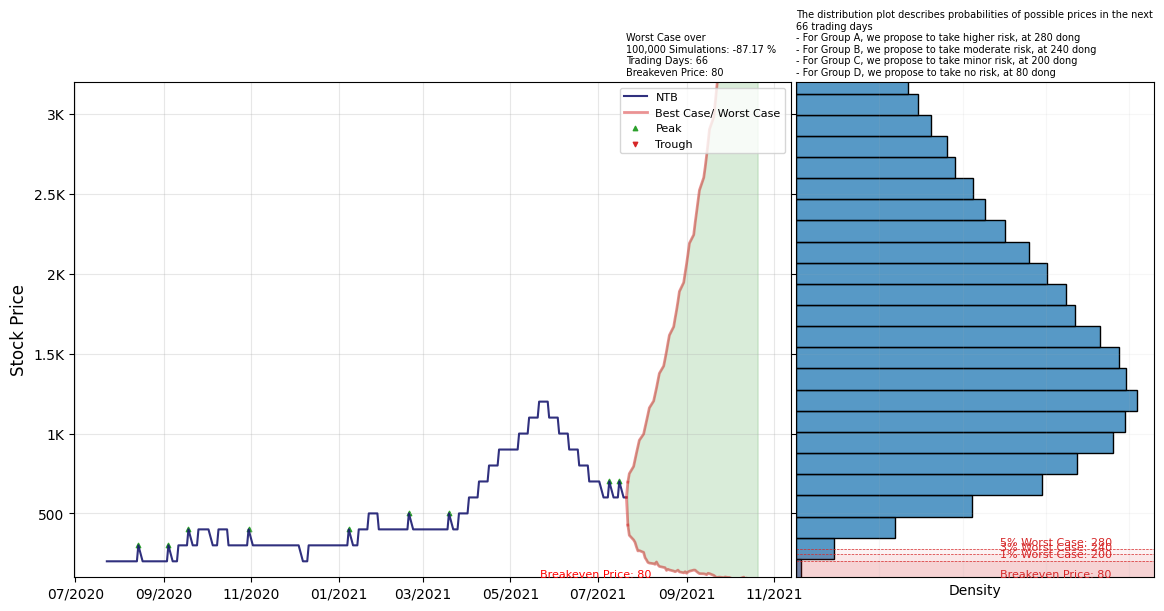 The distribution plot describes probabilities of possible prices in the next
66 trading days
- For Group A, we propose to take higher risk, at 280 dong
- For Group B, we propose to take moderate risk, at 240 dong
- For Group C, we propose to take minor risk, at 200 dong
- For Group D, we propose to take no risk, at 80 dong
Worst Case over
100,000 Simulations: -87.17 %
Trading Days: 66
Breakeven Price: 80
NTB
Best Case/ Worst Case
Peak
Trough
Stock Price
3K
2.5K
2K
1.5K
1K
500
Breakeven Price: 80
07/2020
09/2020
11/2020
01/2021
03/2021
05/2021
07/2021
09/2021
11/2021
5% Worst Case: 280
3% Worst Case: 240
1% Worst Case: 200
Breakeven Price: 80
Density